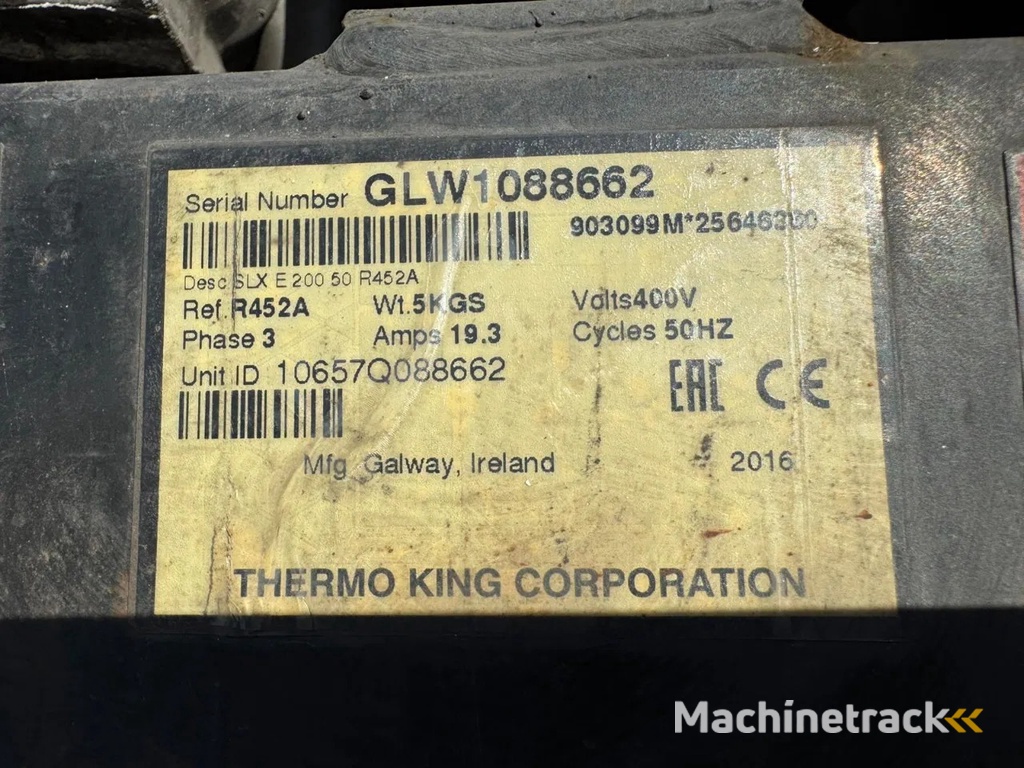 Serial Number GLW1088662
Desc SLX E 200 50 R452A
Ref. R452A Wt. 5KGS Volts 400V
Phase 3 Amps 19.3 Cycles 50HZ
Unit ID 10657Q088662
EAC CE
Mfg Galway, Ireland 2016
THERMO KING CORPORATION
Machinetrack